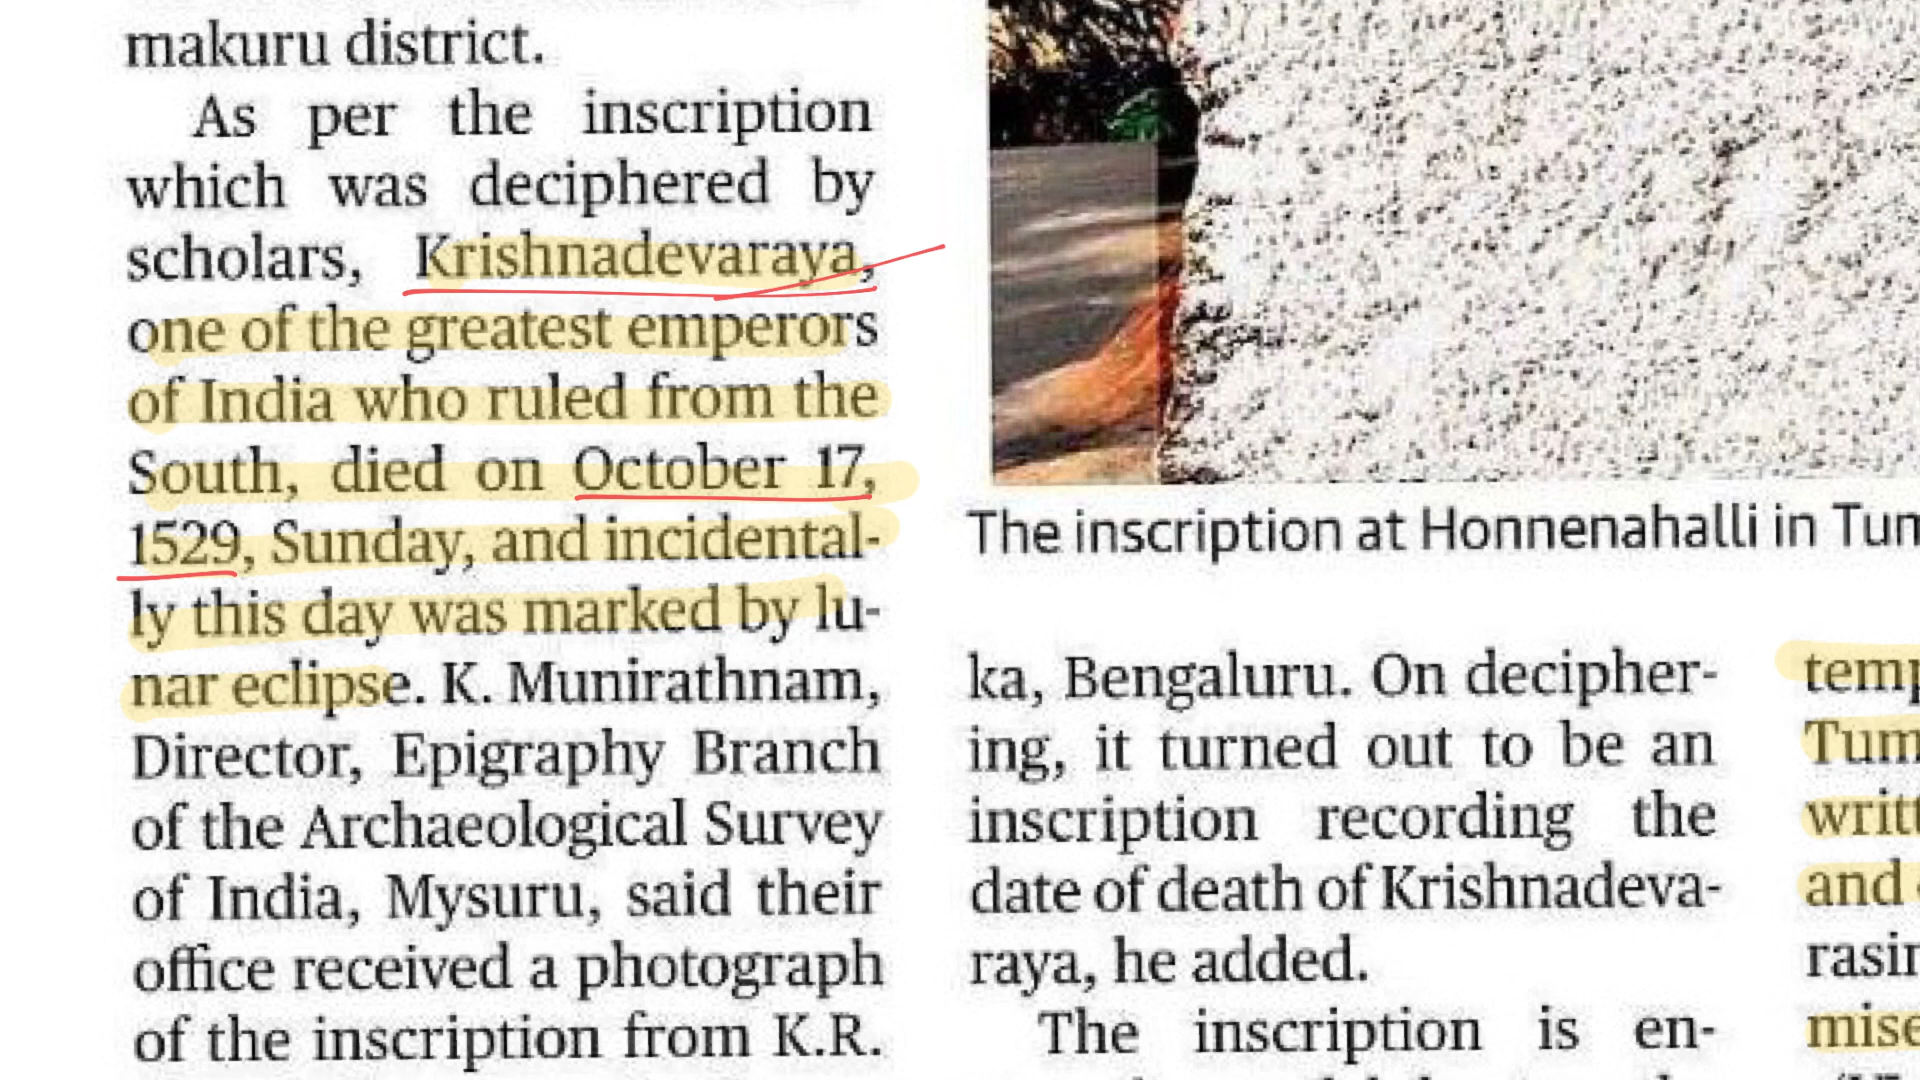 makuru district.
As per the inscription
which was deciphered by
scholars, Krishnadevaraya,
one of the greatest emperors
of India who ruled from the
South, died on October 17,
1529, Sunday, and incidental-
ly this day was marked by lu-
nar eclipse. K. Munirathnam,
Director, Epigraphy Branch
of the Archaeological Survey
of India, Mysuru, said their
office received a photograph
of the inscription from K.R.
The inscription at Honnenahalli in Tum
ka, Bengaluru. On decipher-
ing, it turned out to be an
inscription recording the
date of death of Krishnadeva-
raya, he added.
The inscription is en-
temp
Tum
writt
and
rasin
mise